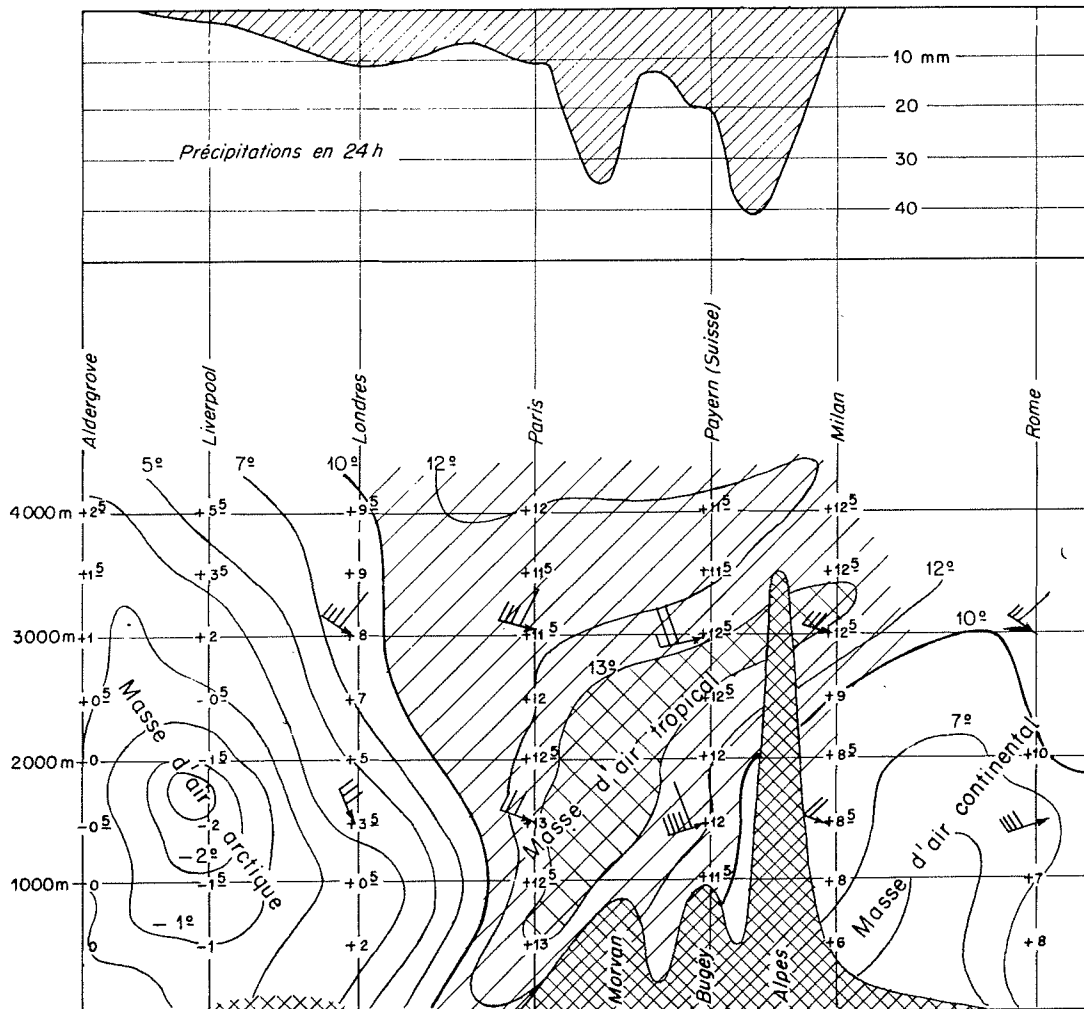 10 mm
20
Précipitations en 24 h
30
40
Aldergrove
Liverpool
Londres
Paris
Payern (Suisse)
Milan
Rome
5º 7º 10º 12º
4000 m +2⁵ +5⁵ +9⁵ +12 +11⁵ +12⁵
+1⁵ +3⁵ +9 +11⁵ +11⁵ +12⁵ 12º
3000 m +1 +2 8 +11⁵ +12⁵ +12⁵ 10º
13º
+0⁵ -0⁵ +7 +12 +12⁵ +9 7º
2000 m 0 -1⁵ +5 +12⁵ +12 +8⁵ +10
-0⁵ -2 +3⁵ 13 +12 +8⁵
-2º
1000 m 0 -1⁵ +0⁵ +12⁵ +11⁵ +8 +7
-1º
0 -1 +2 +13 +6 +8
Masse d'air arctique
Masse d'air tropical
Masse d'air continental
Morvan
Bugey
Alpes